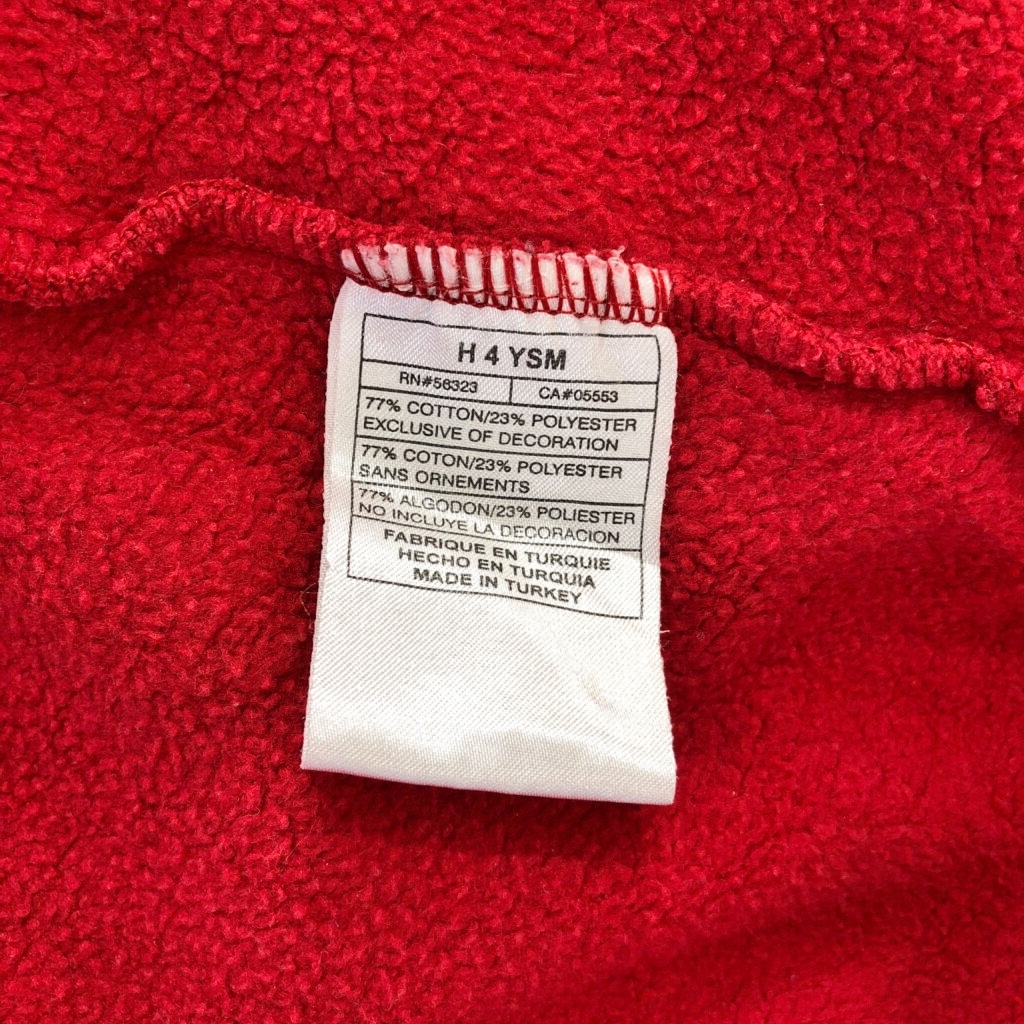 H 4 YSM
RN#56323 CA#05553
77% COTTON/23% POLYESTER
EXCLUSIVE OF DECORATION
77% COTON/23% POLYESTER
SANS ORNEMENTS
77% ALGODON/23% POLIESTER
NO INCLUYE LA DECORACION
FABRIQUE EN TURQUIE
HECHO EN TURQUIA
MADE IN TURKEY